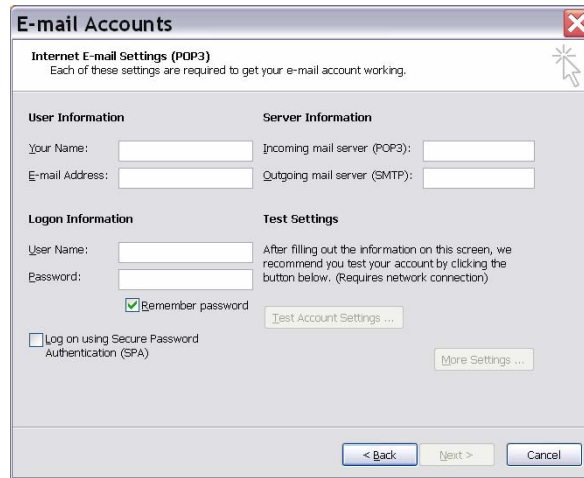 E-mail Accounts
Internet E-mail Settings (POP3)
Each of these settings are required to get your e-mail account working.
User Information
Your Name:
E-mail Address:
Server Information
Incoming mail server (POP3):
Outgoing mail server (SMTP):
Logon Information
User Name:
Password:
Remember password
Log on using Secure Password
Authentication (SPA)
Test Settings
After filling out the information on this screen, we
recommend you test your account by clicking the
button below. (Requires network connection)
Test Account Settings ...
More Settings ...
< Back
Next >
Cancel